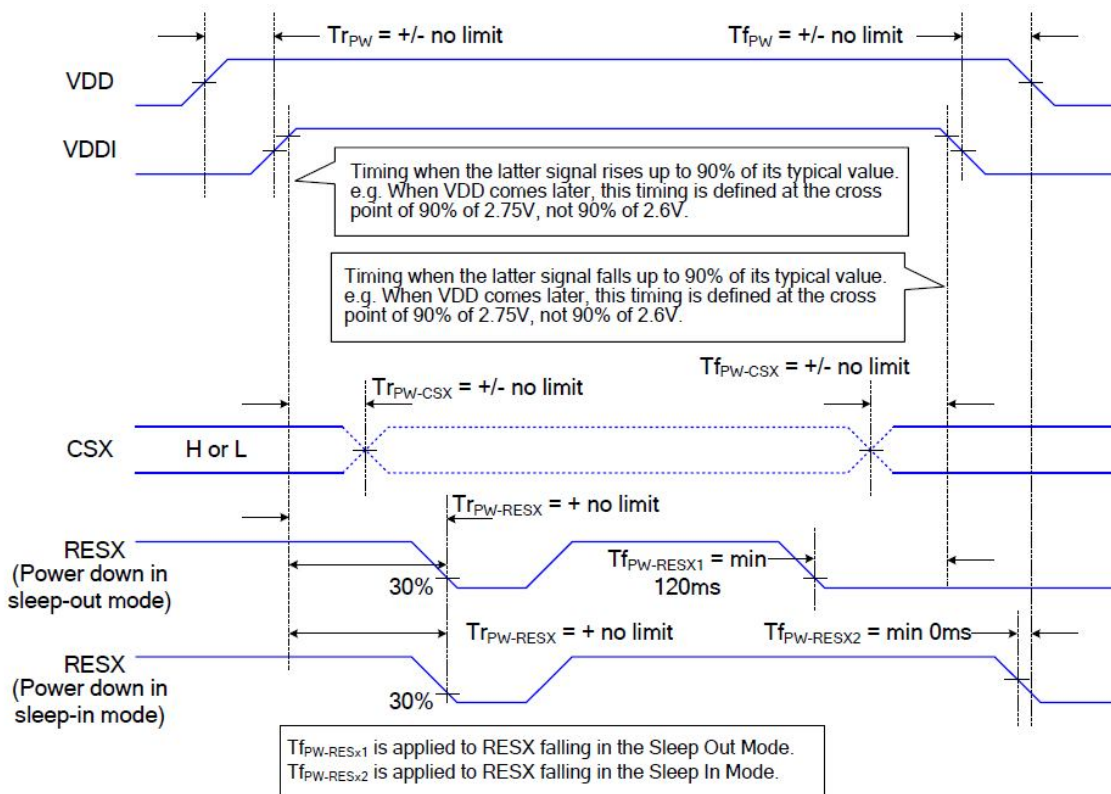 TrPW = +/- no limit
TfPW = +/- no limit
VDD
VDDI
Timing when the latter signal rises up to 90% of its typical value.
e.g. When VDD comes later, this timing is defined at the cross
point of 90% of 2.75V, not 90% of 2.6V.
Timing when the latter signal falls up to 90% of its typical value.
e.g. When VDD comes later, this timing is defined at the cross
point of 90% of 2.75V, not 90% of 2.6V.
TrPW-CSX = +/- no limit
TfPW-CSX = +/- no limit
CSX
H or L
TrPW-RESX = + no limit
RESX
(Power down in
sleep-out mode)
30%
TfPW-RESX1 = min
120ms
TrPW-RESX = + no limit
TfPW-RESX2 = min 0ms
RESX
(Power down in
sleep-in mode)
30%
TfPW-RESx1 is applied to RESX falling in the Sleep Out Mode.
TfPW-RESx2 is applied to RESX falling in the Sleep In Mode.